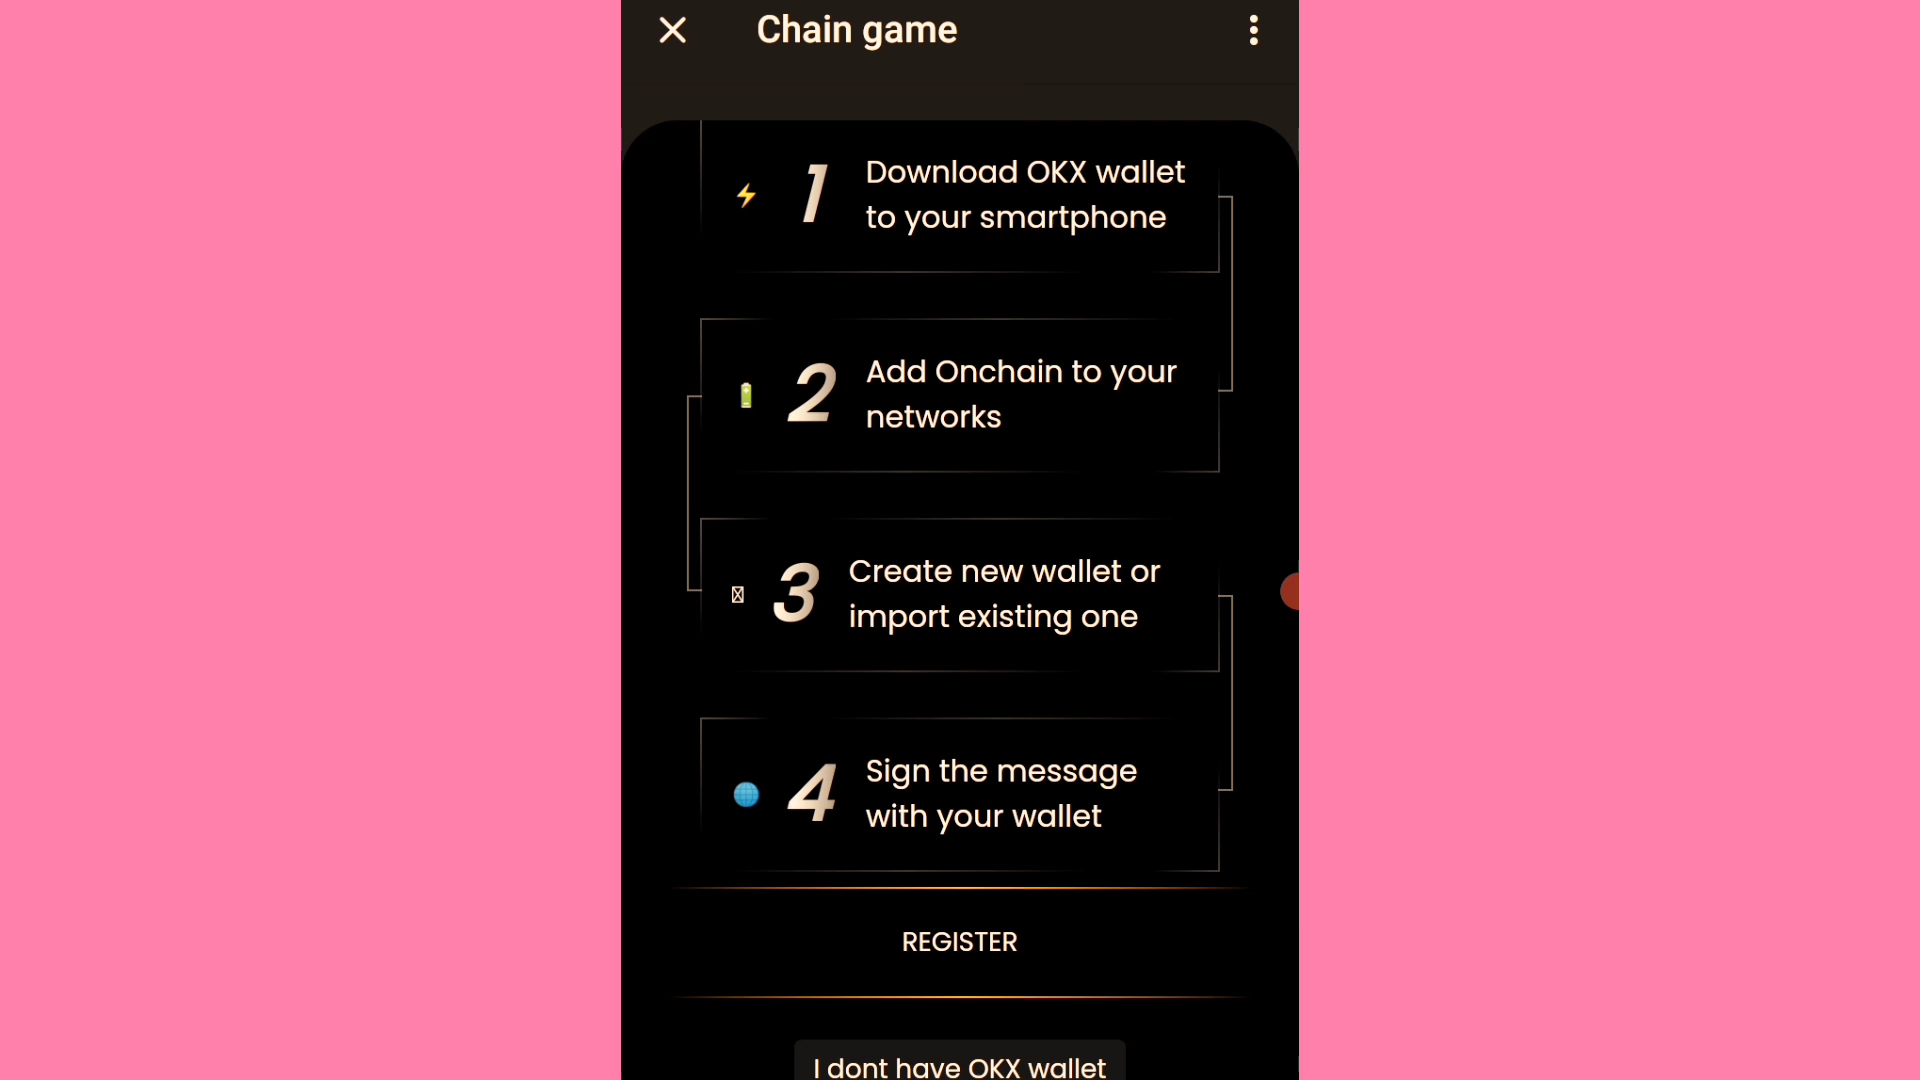 Chain game
1 Download OKX wallet
to your smartphone
2 Add Onchain to your
networks
3 Create new wallet or
import existing one
4 Sign the message
with your wallet
REGISTER
I dont have OKX wallet